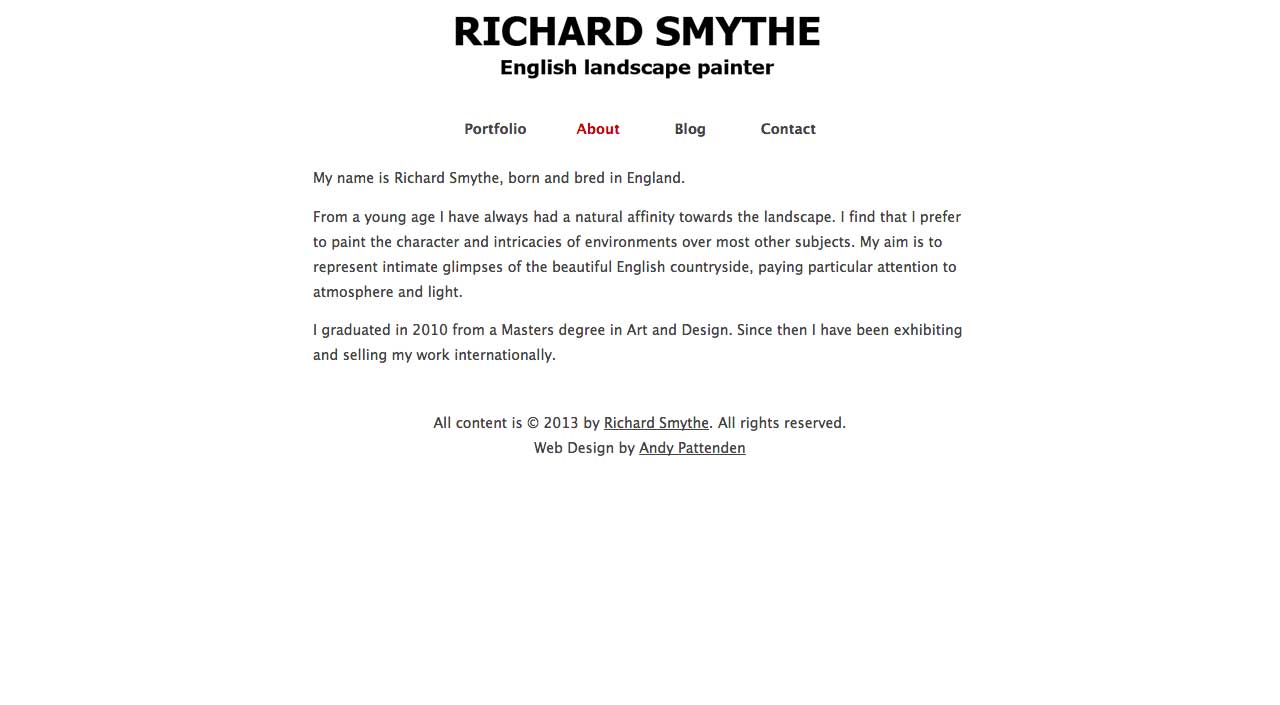 RICHARD SMYTHE
English landscape painter
Portfolio About Blog Contact
My name is Richard Smythe, born and bred in England.
From a young age I have always had a natural affinity towards the landscape. I find that I prefer
to paint the character and intricacies of environments over most other subjects. My aim is to
represent intimate glimpses of the beautiful English countryside, paying particular attention to
atmosphere and light.
I graduated in 2010 from a Masters degree in Art and Design. Since then I have been exhibiting
and selling my work internationally.
All content is © 2013 by Richard Smythe. All rights reserved.
Web Design by Andy Pattenden